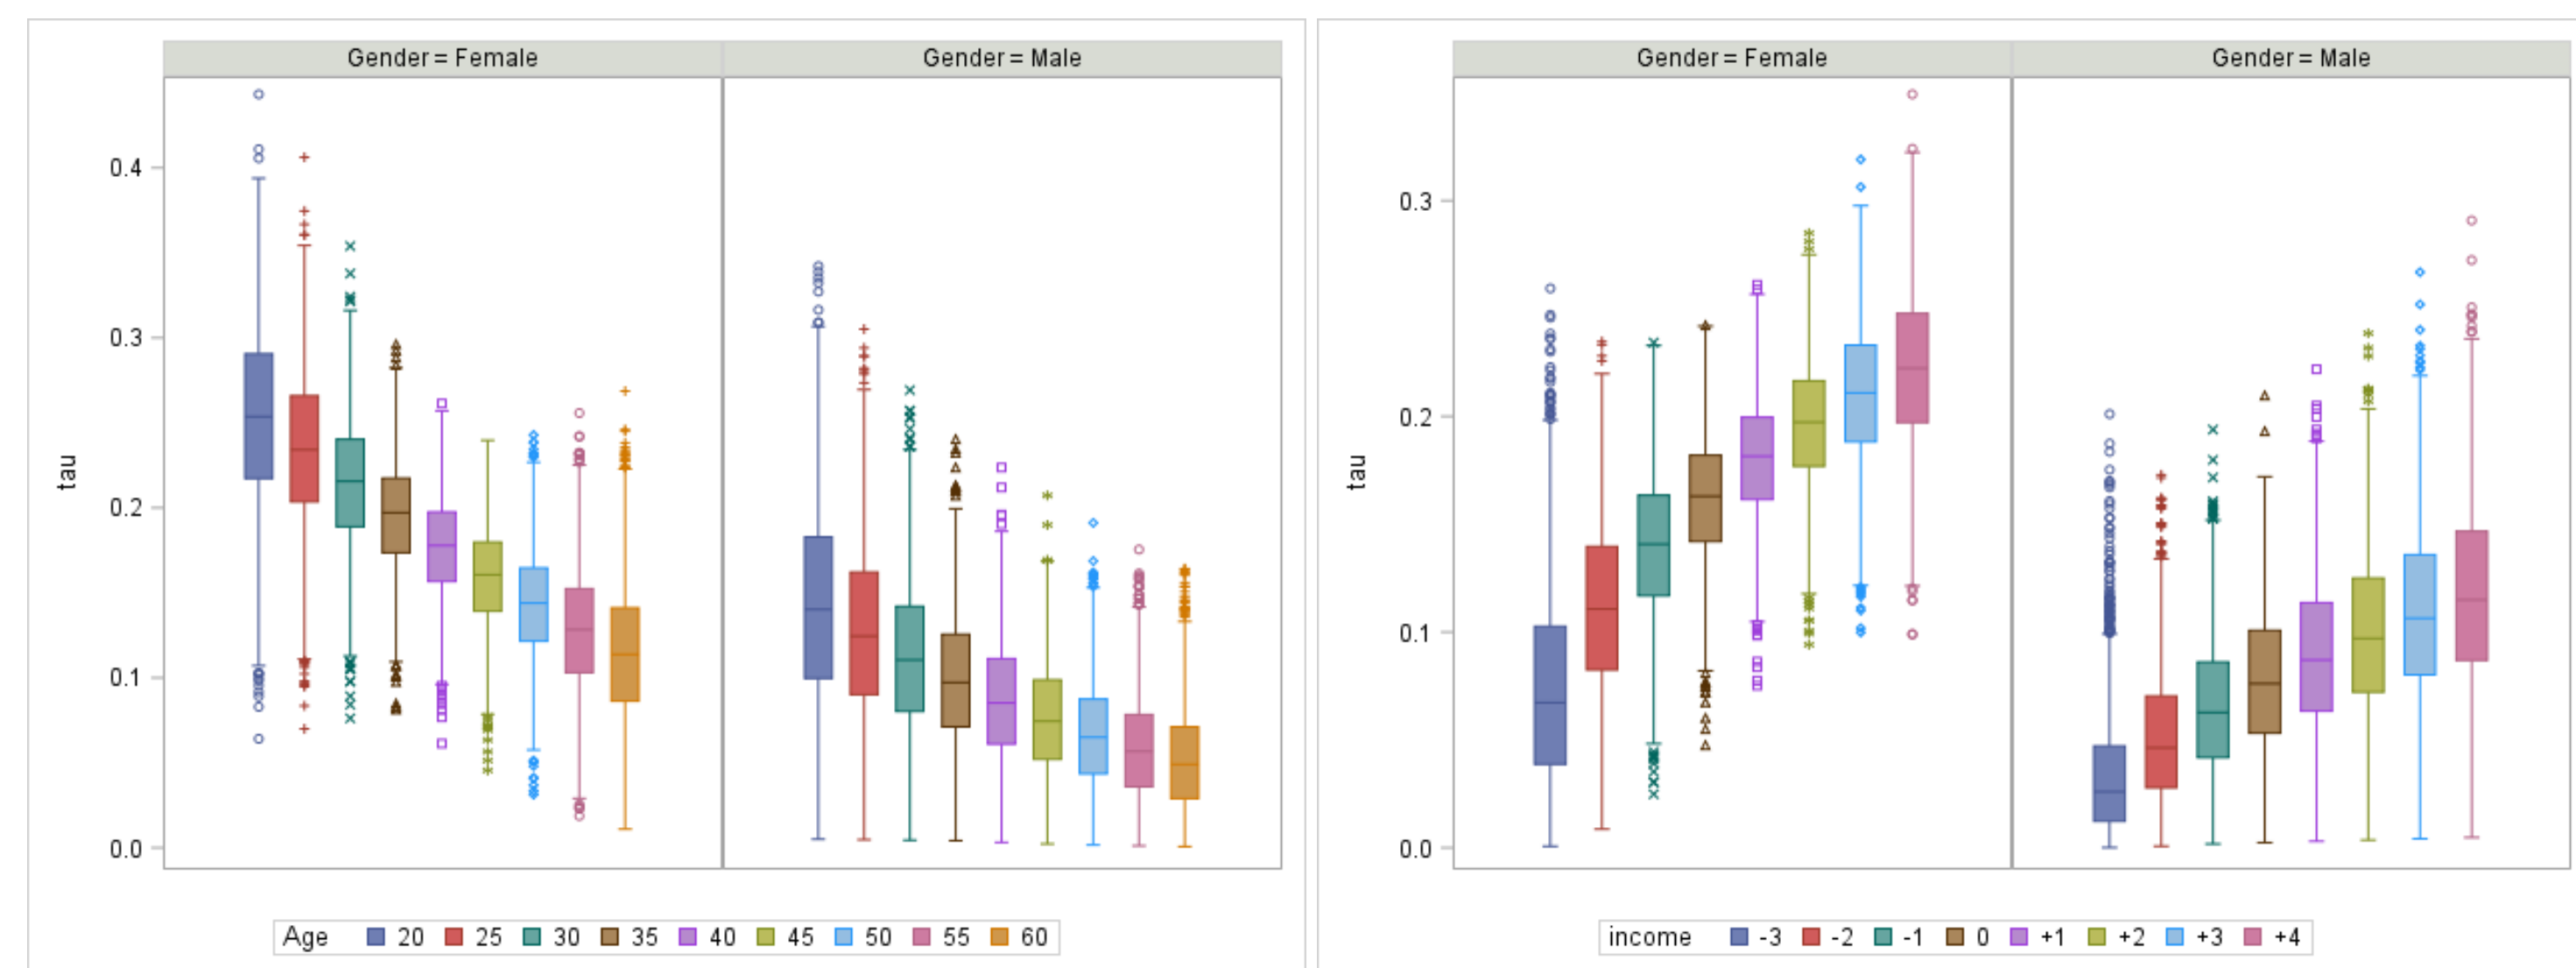 Gender = Female
Gender = Male
tau
0.4
0.3
0.2
0.1
0.0
Age 20 25 30 35 40 45 50 55 60
Gender = Female
Gender = Male
tau
0.3
0.2
0.1
0.0
income -3 -2 -1 0 +1 +2 +3 +4